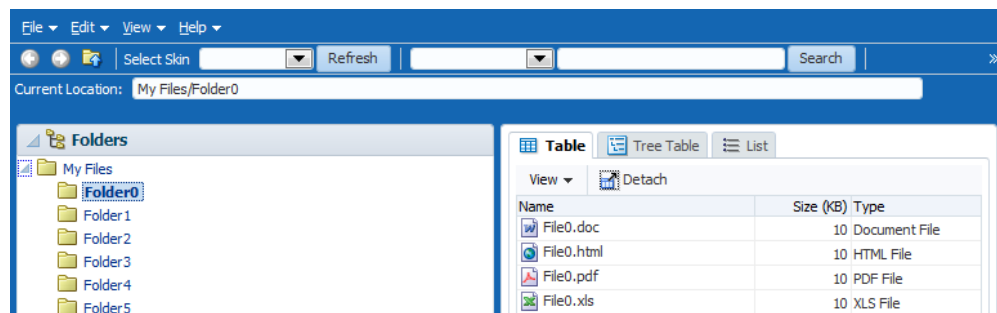 File Edit View Help
Select Skin Refresh Search »
Current Location: My Files/Folder0
Folders
My Files
Folder0
Folder1
Folder2
Folder3
Folder4
Folder5
Table Tree Table List
View Detach
Name Size (KB) Type
File0.doc 10 Document File
File0.html 10 HTML File
File0.pdf 10 PDF File
File0.xls 10 XLS File